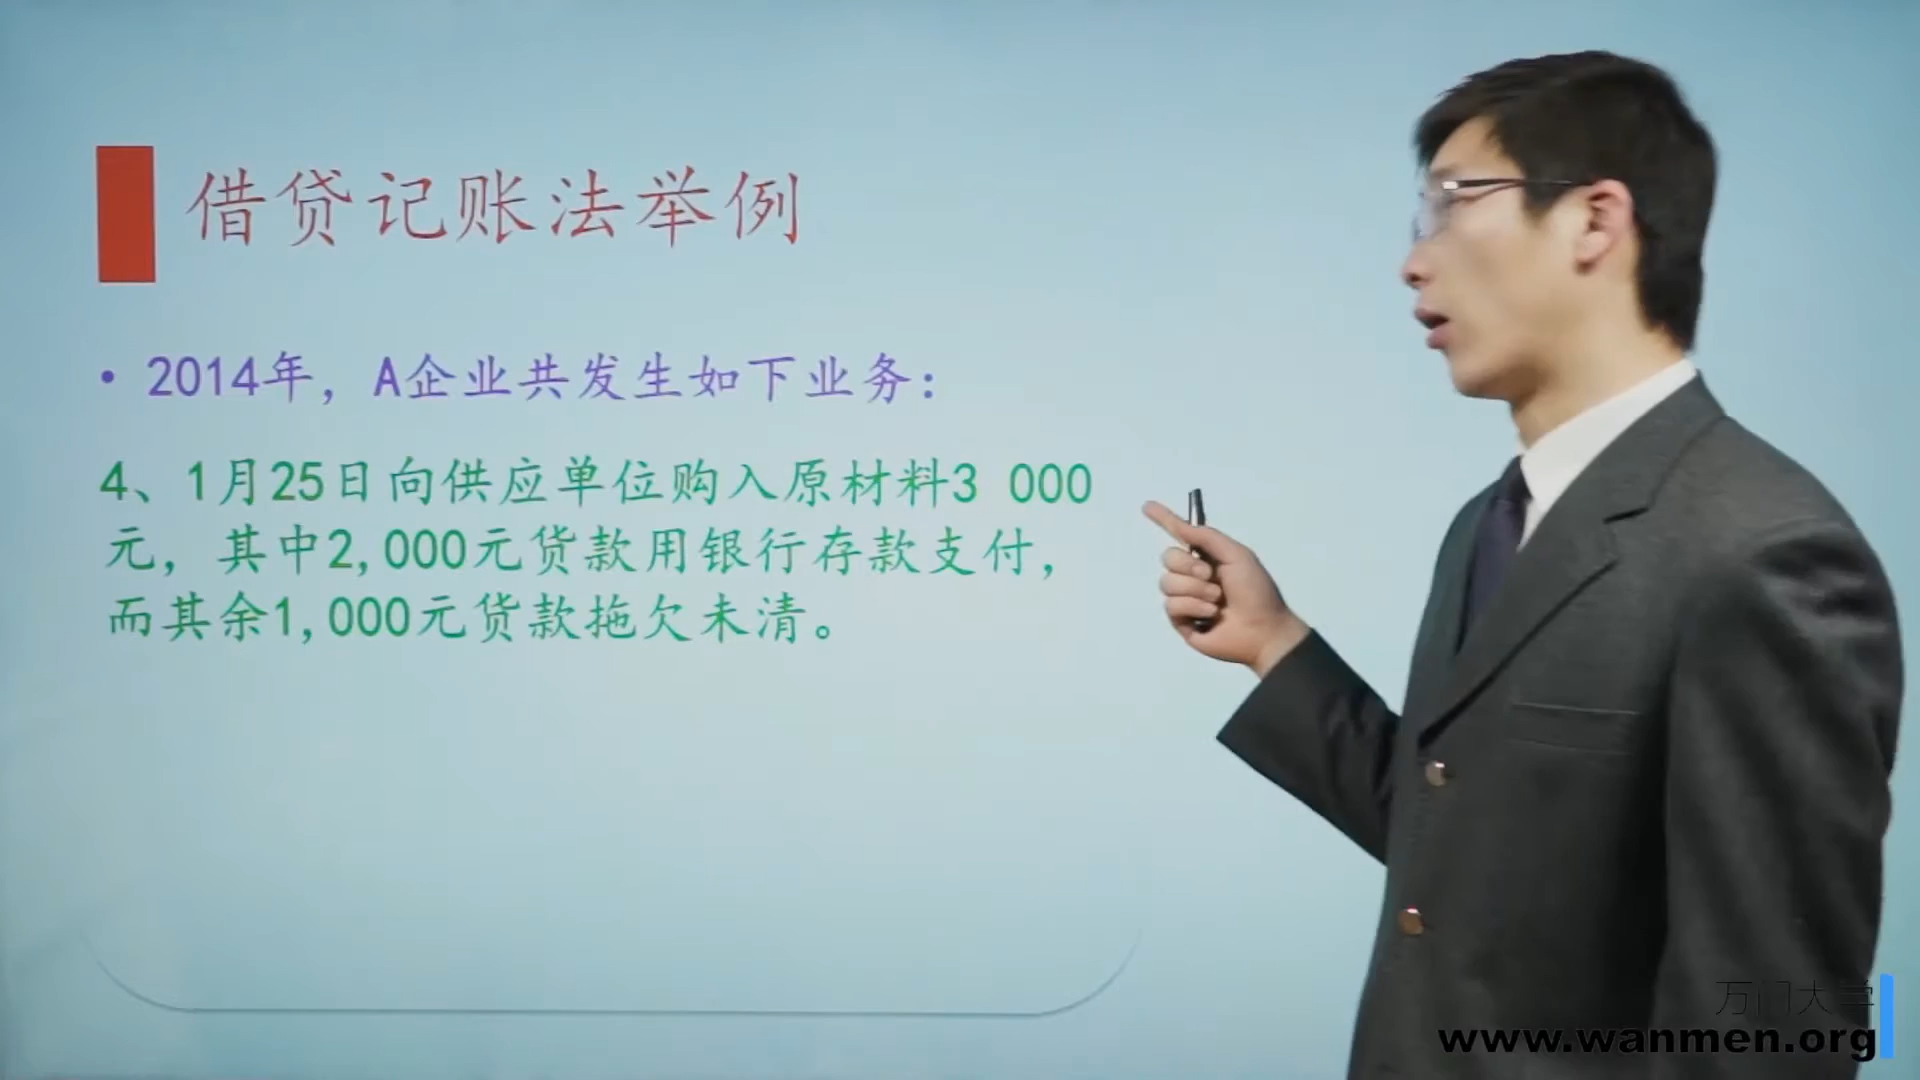 借贷记账法举例
• 2014年，A企业共发生如下业务：
4、1月25日向供应单位购入原材料3 000
元，其中2,000元货款用银行存款支付，
而其余1,000元货款拖欠未清。
万门大学
www.wanmen.org